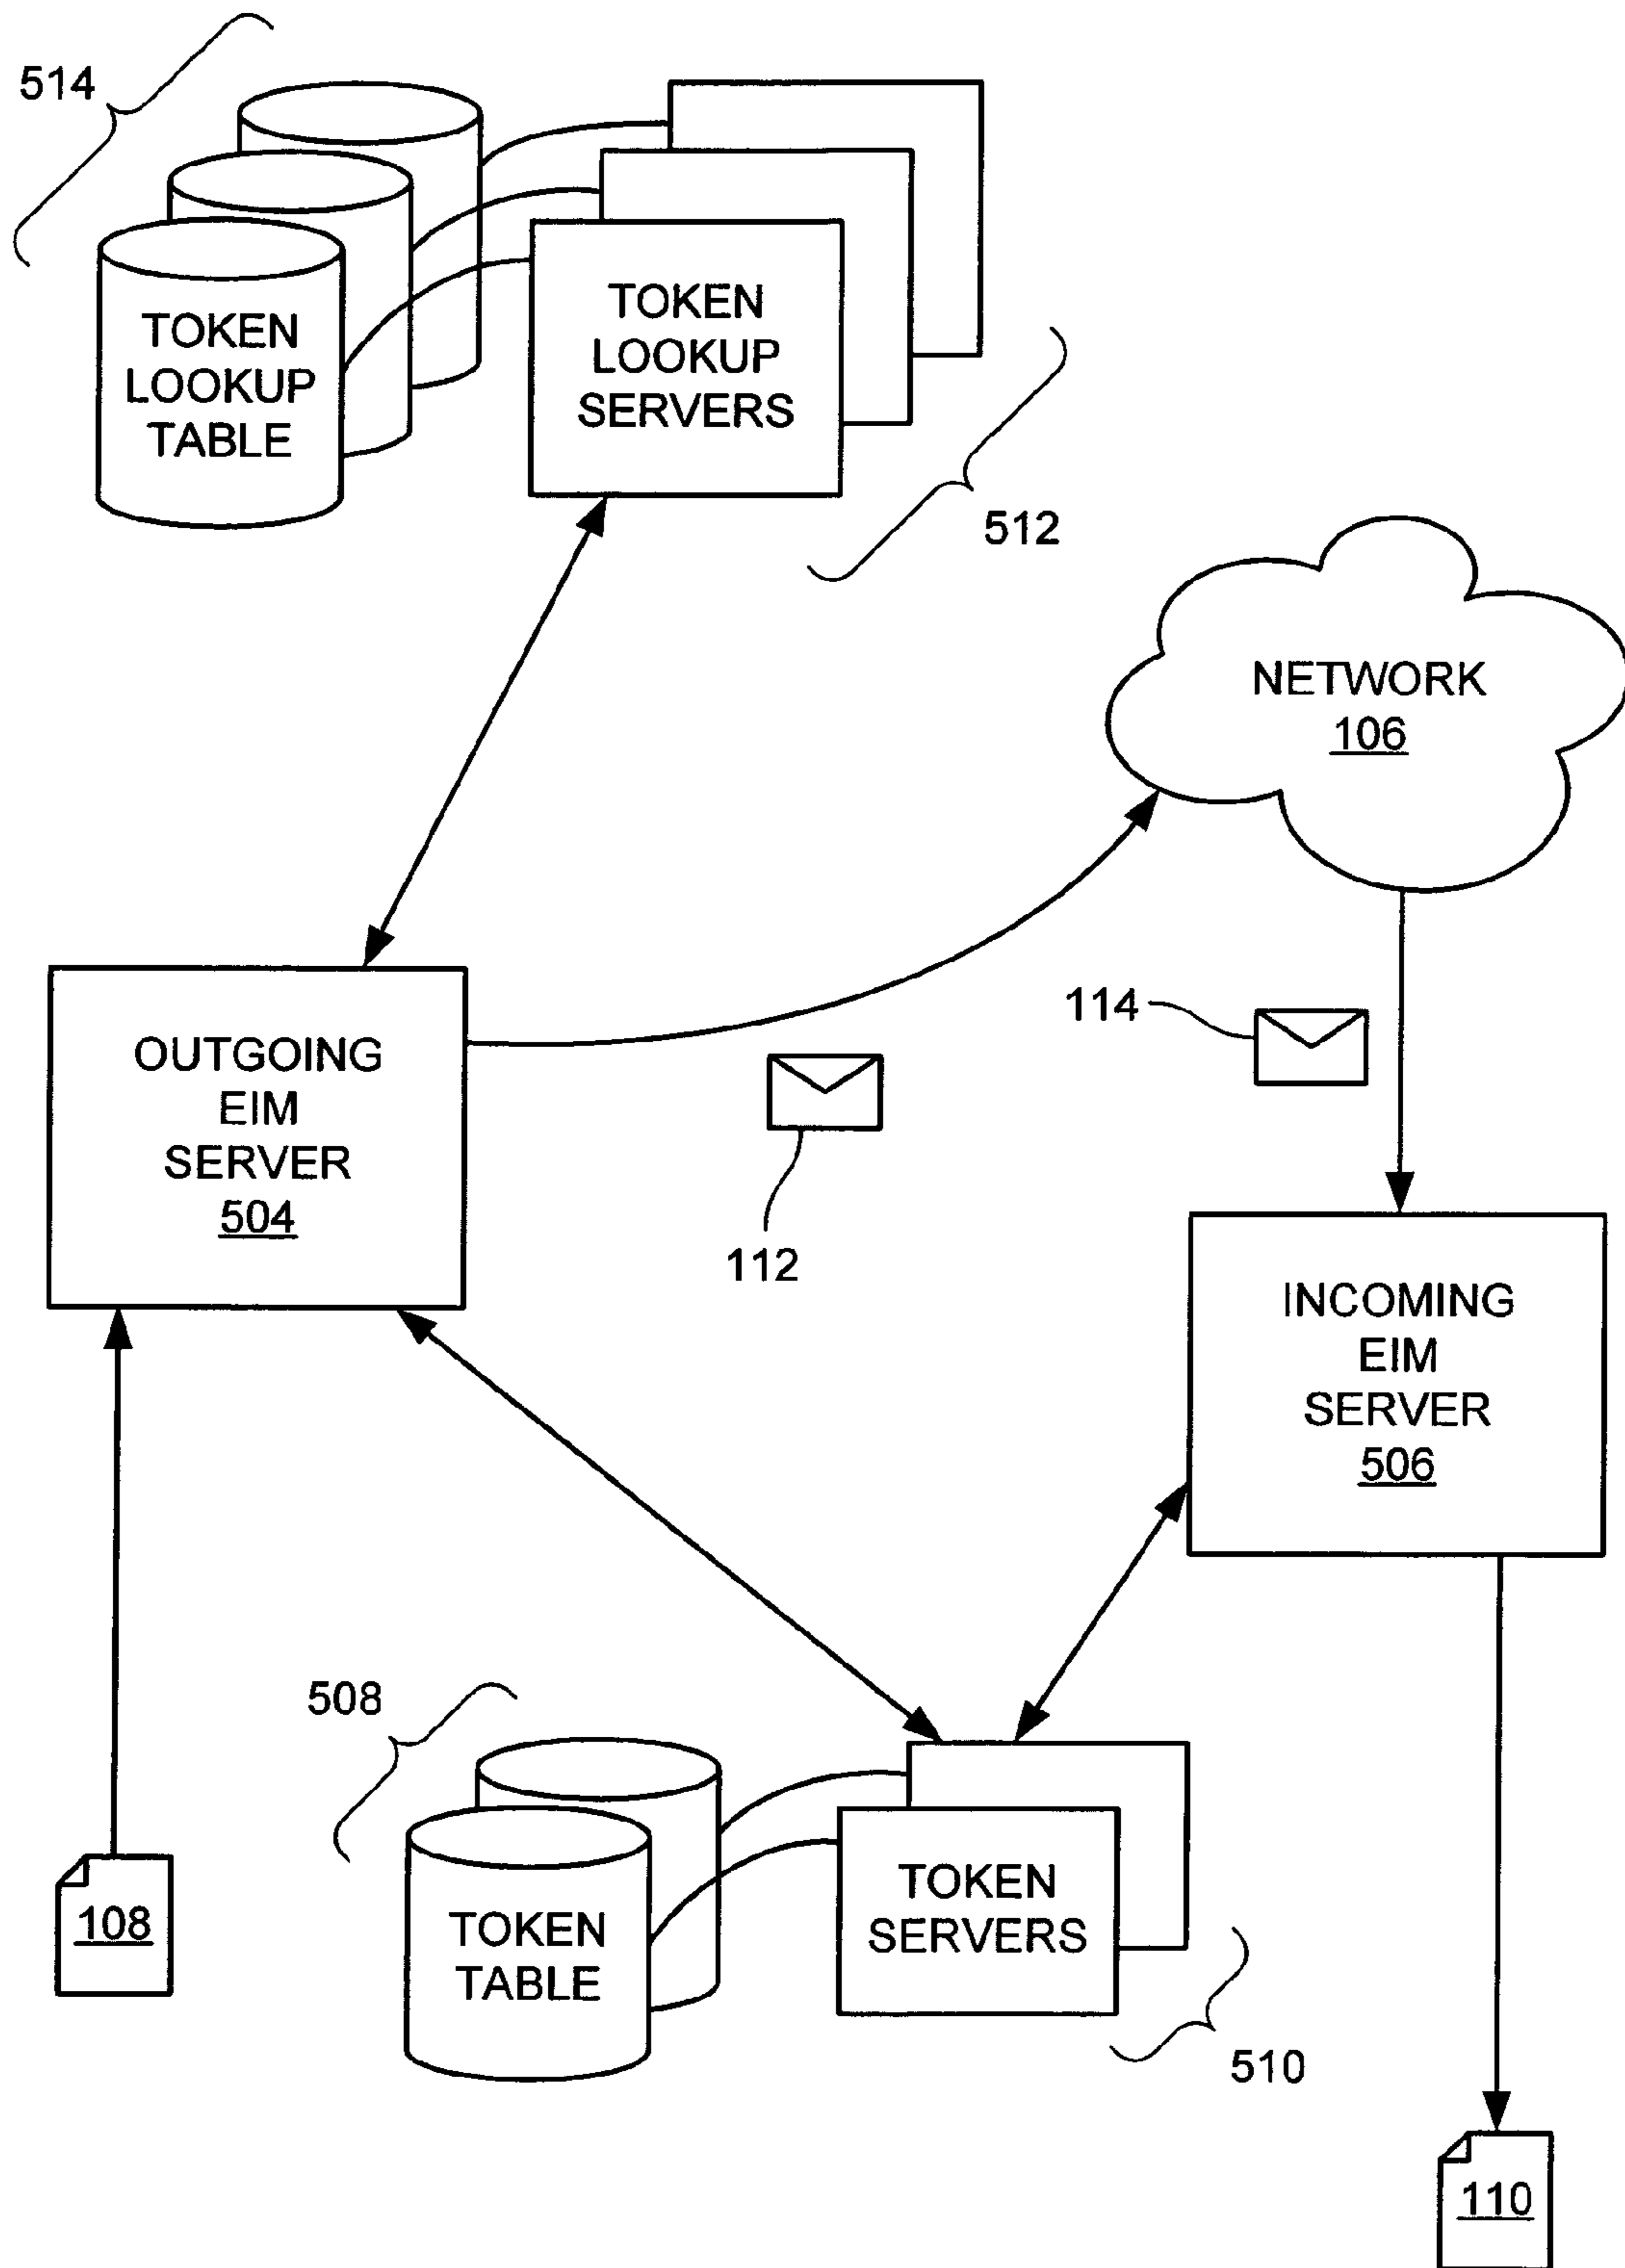 514
TOKEN
LOOKUP
TABLE
TOKEN
LOOKUP
SERVERS
512
NETWORK
106
114
OUTGOING
EIM
SERVER
504
112
INCOMING
EIM
SERVER
506
508
TOKEN
TABLE
TOKEN
SERVERS
108
510
110